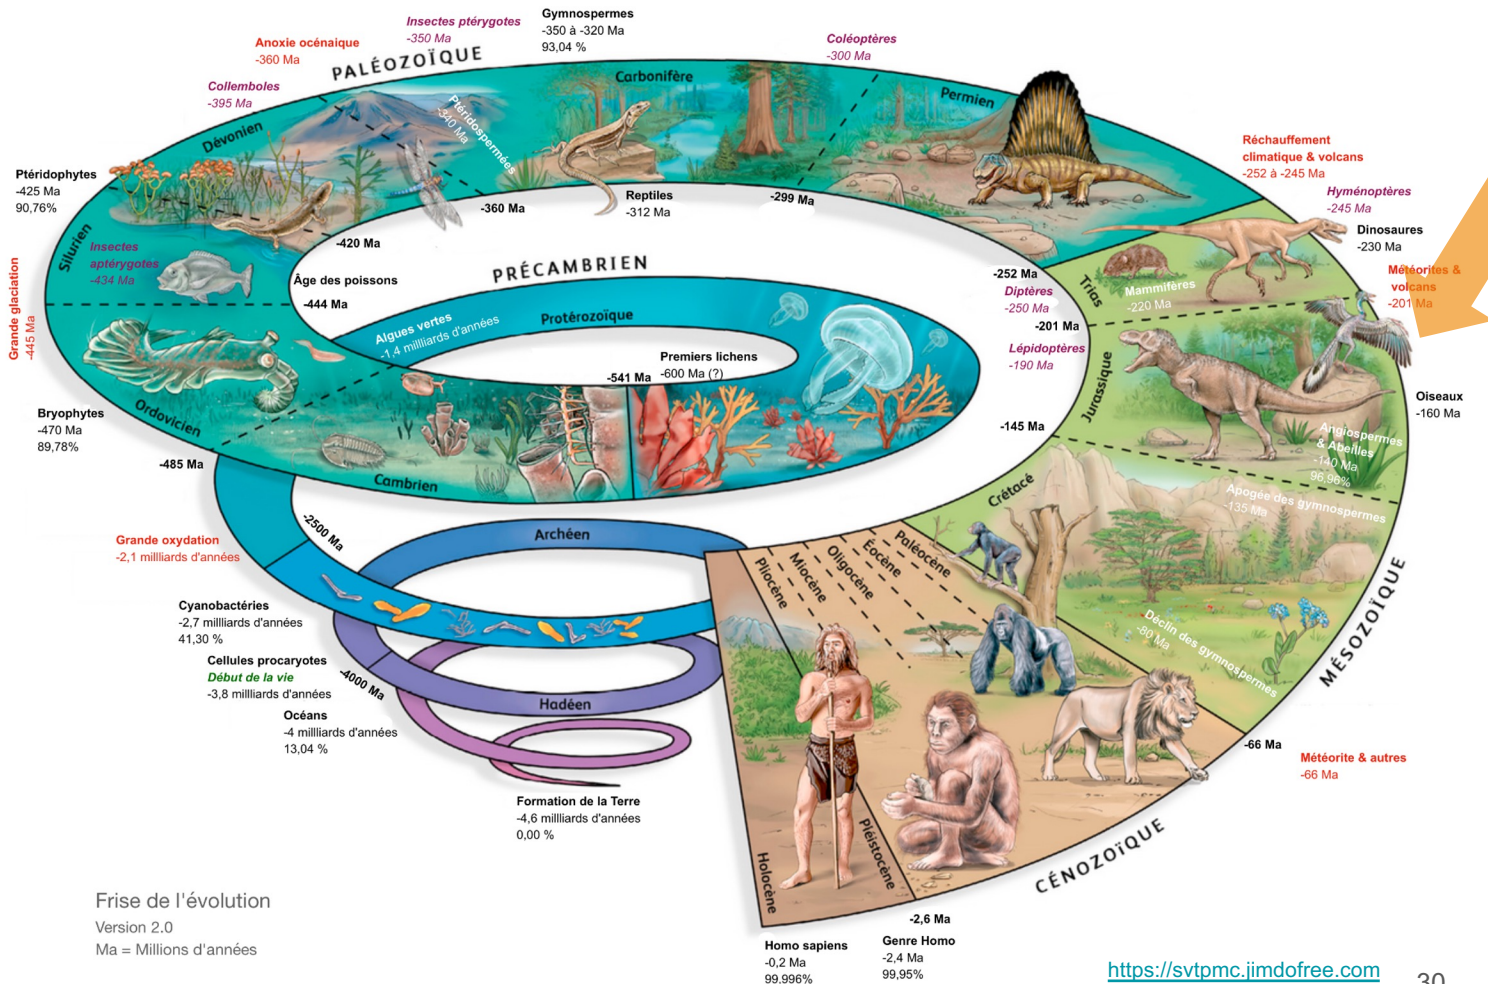 Insectes ptérygotes
-350 Ma
Gymnospermes
-350 à -320 Ma
93,04 %
Anoxie océnaique
-360 Ma
Coléoptères
-300 Ma
PALÉOZOÏQUE
Collemboles
-395 Ma
Carbonifère
Permien
Ptéridospermées
-340 Ma
Dévonien
Réchauffement
climatique & volcans
-252 à -245 Ma
Ptéridophytes
-425 Ma
90,76%
Hyménoptères
-245 Ma
Reptiles
-312 Ma
-299 Ma
-360 Ma
Dinosaures
-230 Ma
Silurien
Insectes
aptérygotes
-434 Ma
-420 Ma
PRÉCAMBRIEN
Âge des poissons
-444 Ma
-252 Ma
Diptères
-250 Ma
-201 Ma
Trias
Mammifères
-220 Ma
Météorites &
volcans
-201 Ma
Grande glaciation
-445 Ma
Algues vertes
-1,4 millliards d'années
Protérozoïque
Premiers lichens
-600 Ma (?)
-541 Ma
Lépidoptères
-190 Ma
Jurassique
Oiseaux
-160 Ma
Bryophytes
-470 Ma
89,78%
Ordovicien
-485 Ma
Cambrien
-145 Ma
Angiospermes
& Abeilles
-140 Ma
96,96%
Crétacé
Apogée des gymnospermes
-135 Ma
-2500 Ma
Archéen
Grande oxydation
-2,1 millliards d'années
Paléocène
Éocène
Oligocène
Miocène
Pliocène
Cyanobactéries
-2,7 millliards d'années
41,30 %
Déclin des gymnospermes
-80 Ma
MÉSOZOÏQUE
Cellules procaryotes
Début de la vie
-3,8 millliards d'années
-4000 Ma
Hadéen
Océans
-4 millliards d'années
13,04 %
-66 Ma
Météorite & autres
-66 Ma
Formation de la Terre
-4,6 millliards d'années
0,00 %
Pléistocène
Holocène
CÉNOZOÏQUE
Frise de l'évolution
Version 2.0
Ma = Millions d'années
-2,6 Ma
Homo sapiens
-0,2 Ma
99.996%
Genre Homo
-2,4 Ma
99,95%
https://svtpmc.jimdofree.com
30